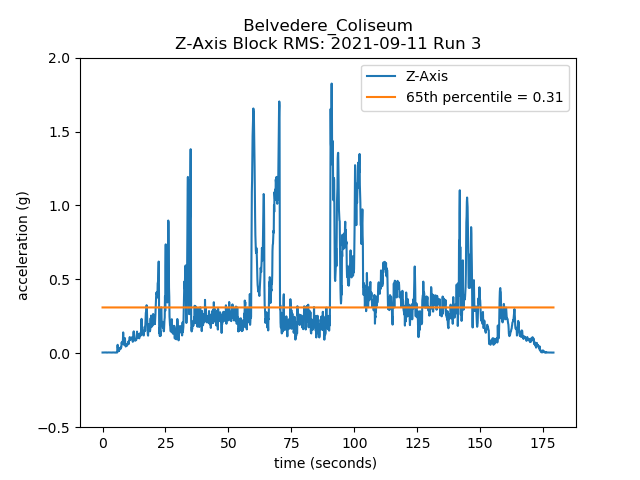 Belvedere_Coliseum
Z-Axis Block RMS: 2021-09-11 Run 3
Z-Axis
65th percentile = 0.31
2.0
1.5
1.0
0.5
0.0
−0.5
acceleration (g)
0 25 50 75 100 125 150 175
time (seconds)